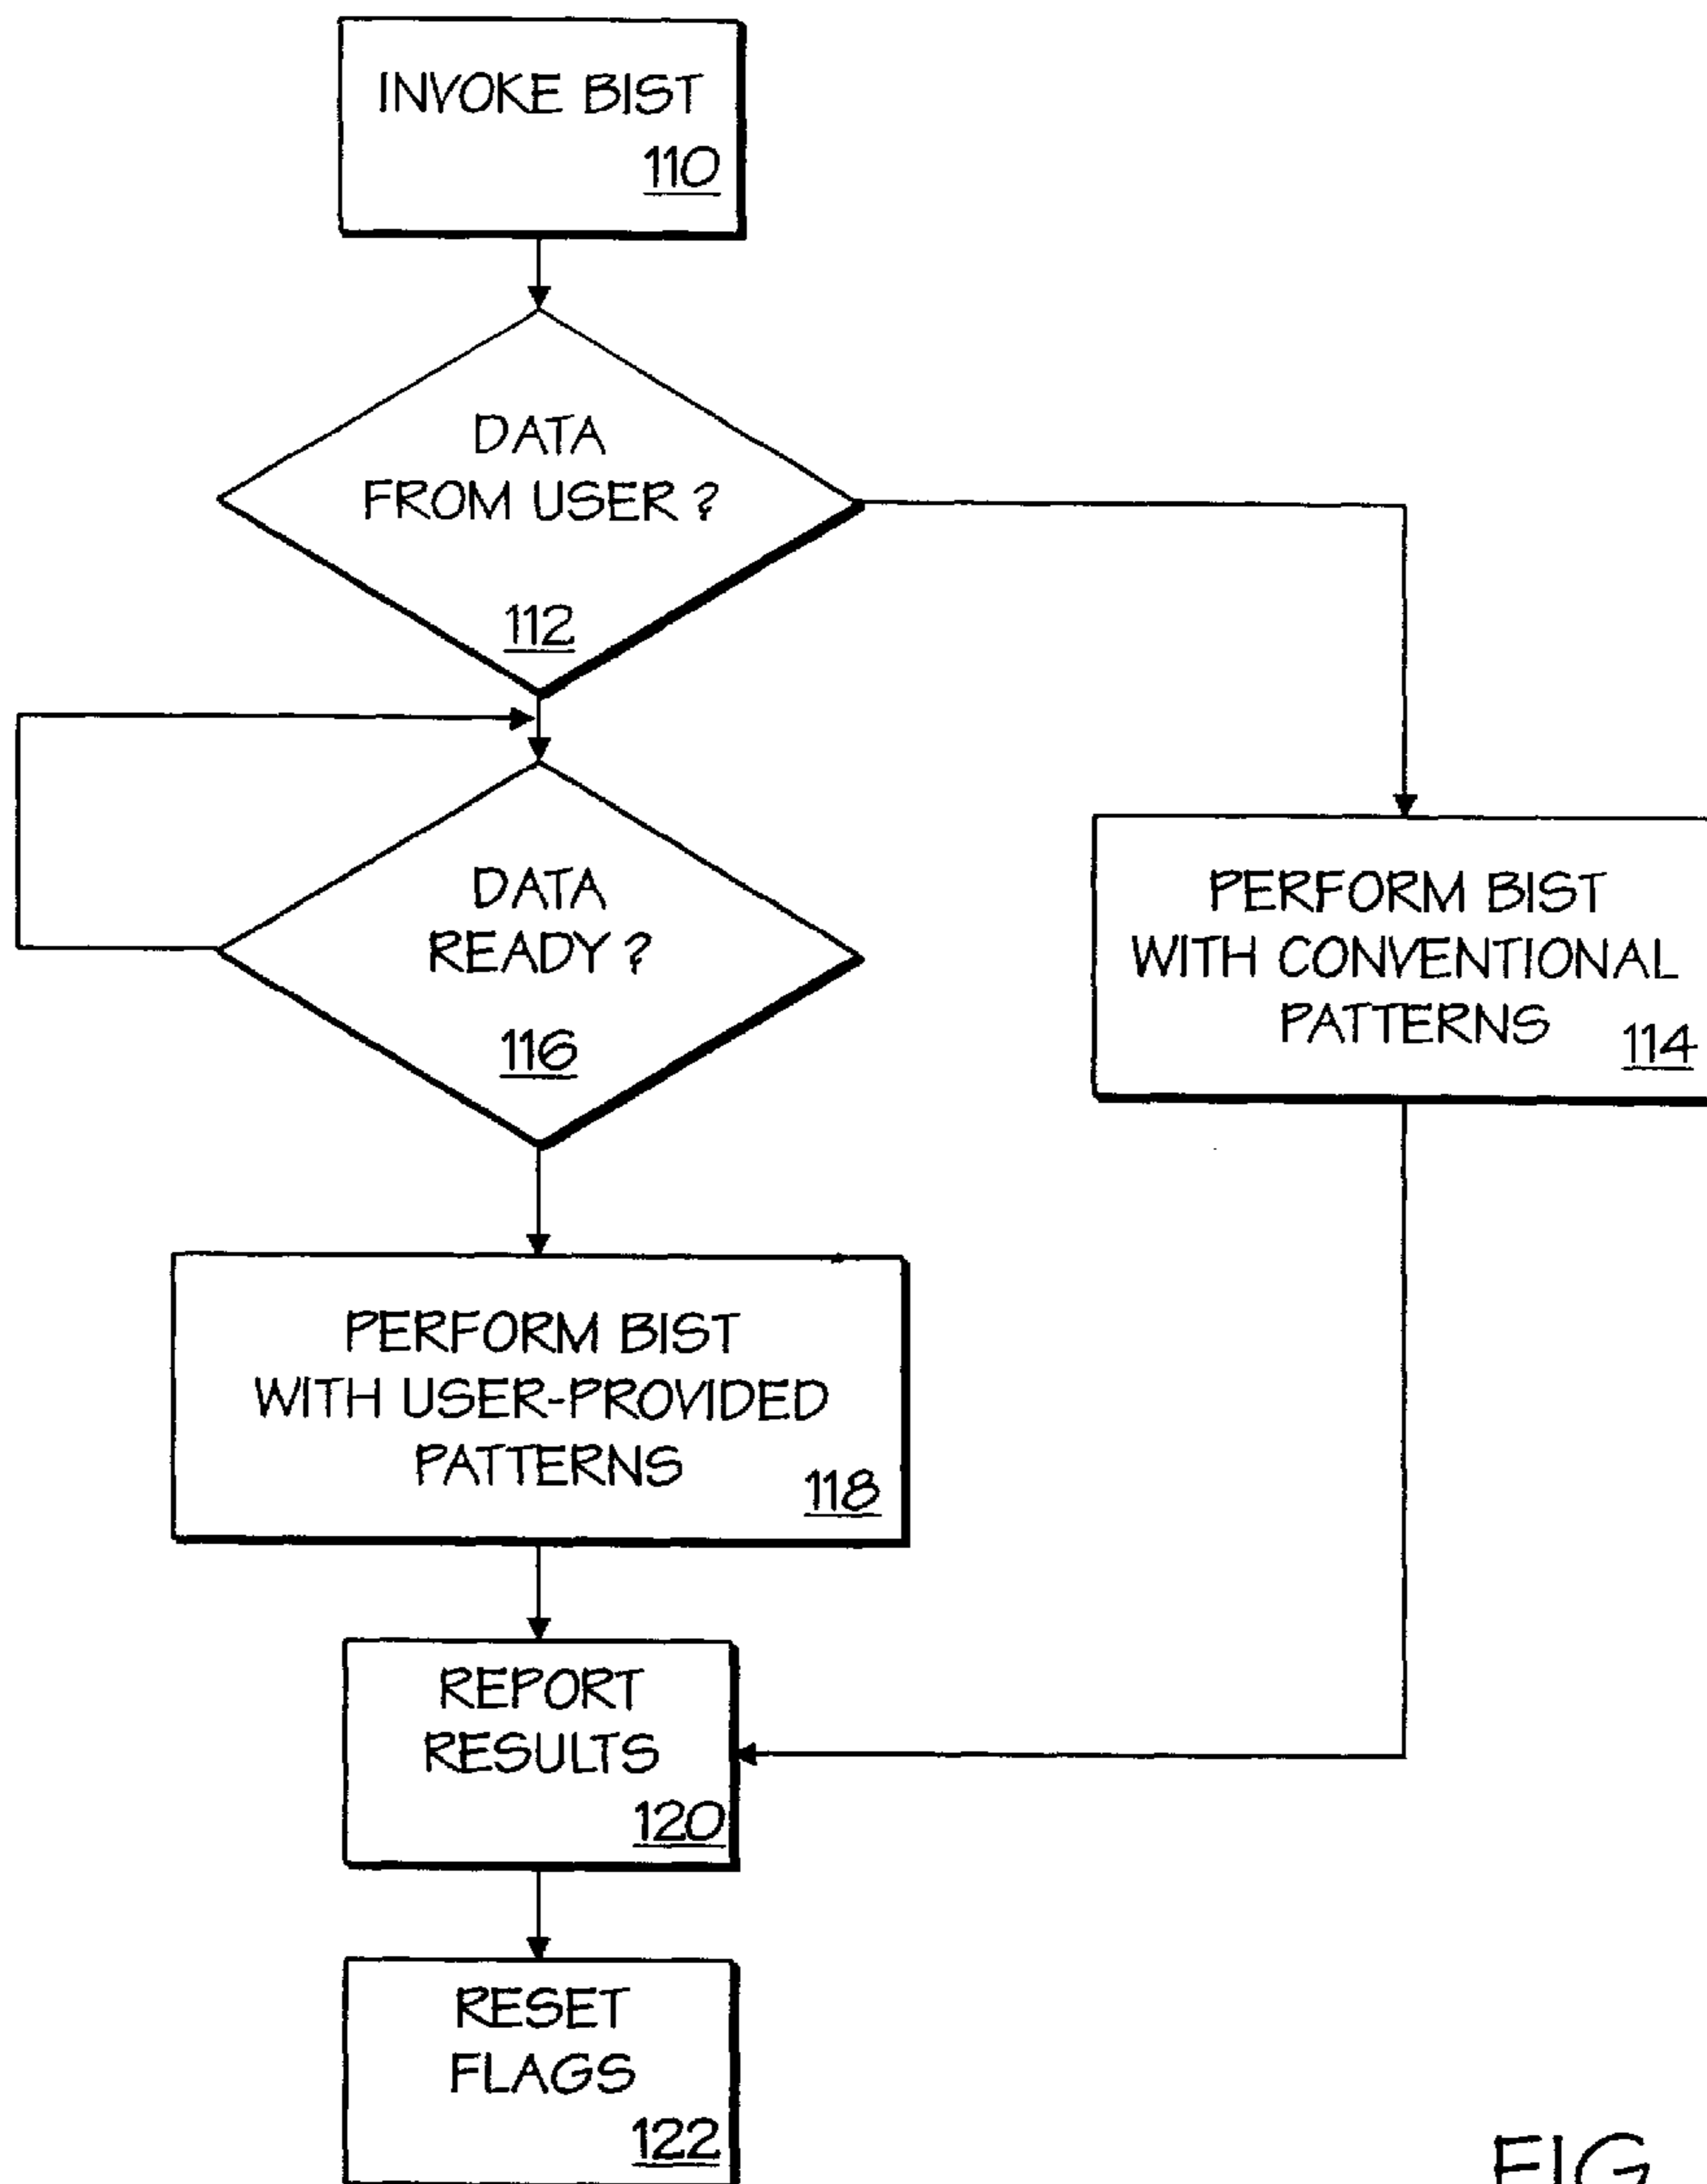 INVOKE BIST
110
DATA
FROM USER ?
112
DATA
READY ?
116
PERFORM BIST
WITH CONVENTIONAL
PATTERNS
114
PERFORM BIST
WITH USER-PROVIDED
PATTERNS
118
REPORT
RESULTS
120
RESET
FLAGS
122
FIG